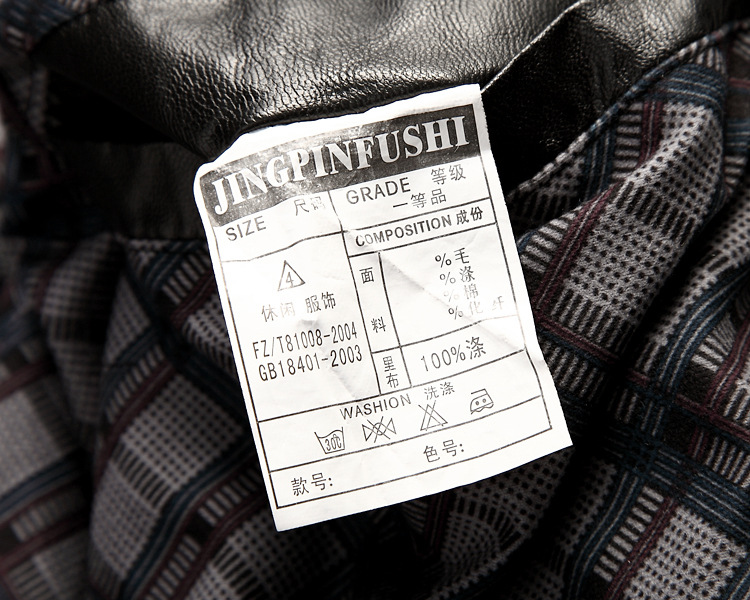 JINGPINFUSHI
SIZE 尺码
GRADE 等级
一等品
COMPOSITION 成份
4
休闲 服饰
FZ/T81008-2004
GB18401-2003
面料
%毛
%涤
%棉
%化纤
里布
100%涤
WASHION 洗涤
30℃
款号:
色号: